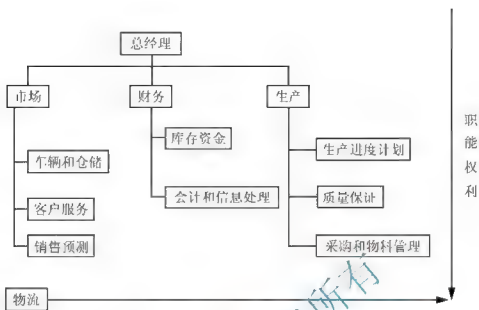 总经理
市场
财务
生产
库存资金
生产进度计划
车辆和仓储
会计和信息处理
质量保证
客户服务
销售预测
采购和物料管理
物流
职能权利
所有